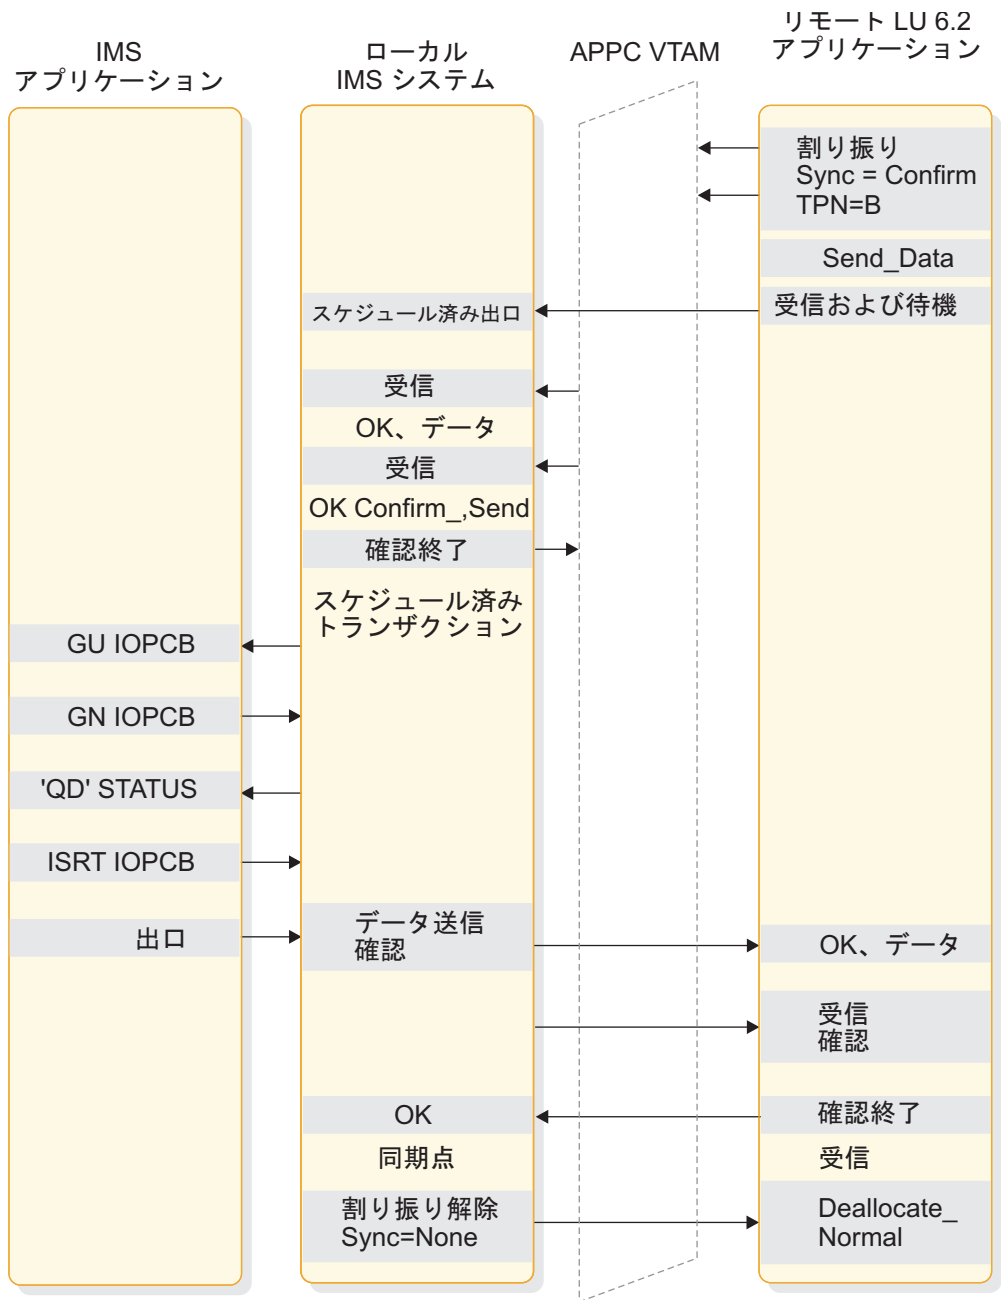 IMS
アプリケーション
ローカル
IMS システム
APPC VTAM
リモート LU 6.2
アプリケーション
割り振り
Sync = Confirm
TPN=B
Send_Data
受信および待機
スケジュール済み出口
受信
OK、データ
受信
OK Confirm_,Send
確認終了
スケジュール済み
トランザクション
GU IOPCB
GN IOPCB
'QD' STATUS
ISRT IOPCB
出口
データ送信
確認
OK、データ
受信
確認
OK
確認終了
同期点
受信
割り振り解除
Sync=None
Deallocate_
Normal